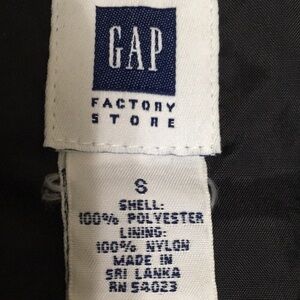 GAP
FACTORY
STORE
S
SHELL:
100% POLYESTER
LINING:
100% NYLON
MADE IN
SRI LANKA
RN 54023